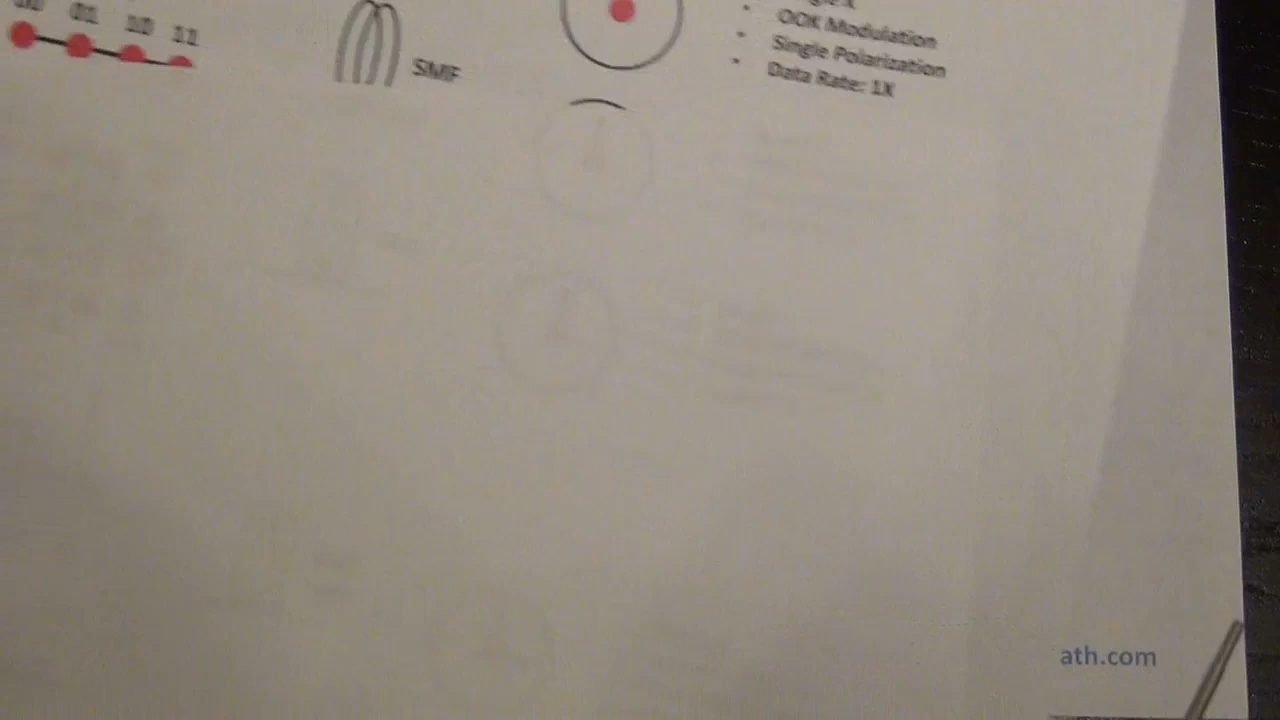 01 10 11
SMF
OOK Modulation
Single Polarization
Data Rate: 1X
ath.com